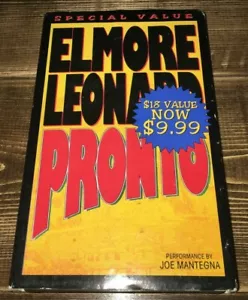 SPECIAL VALUE
ELMORE
LEONARD
$18 VALUE
NOW
$9.99
PRONTO
PERFORMANCE BY
JOE MANTEGNA